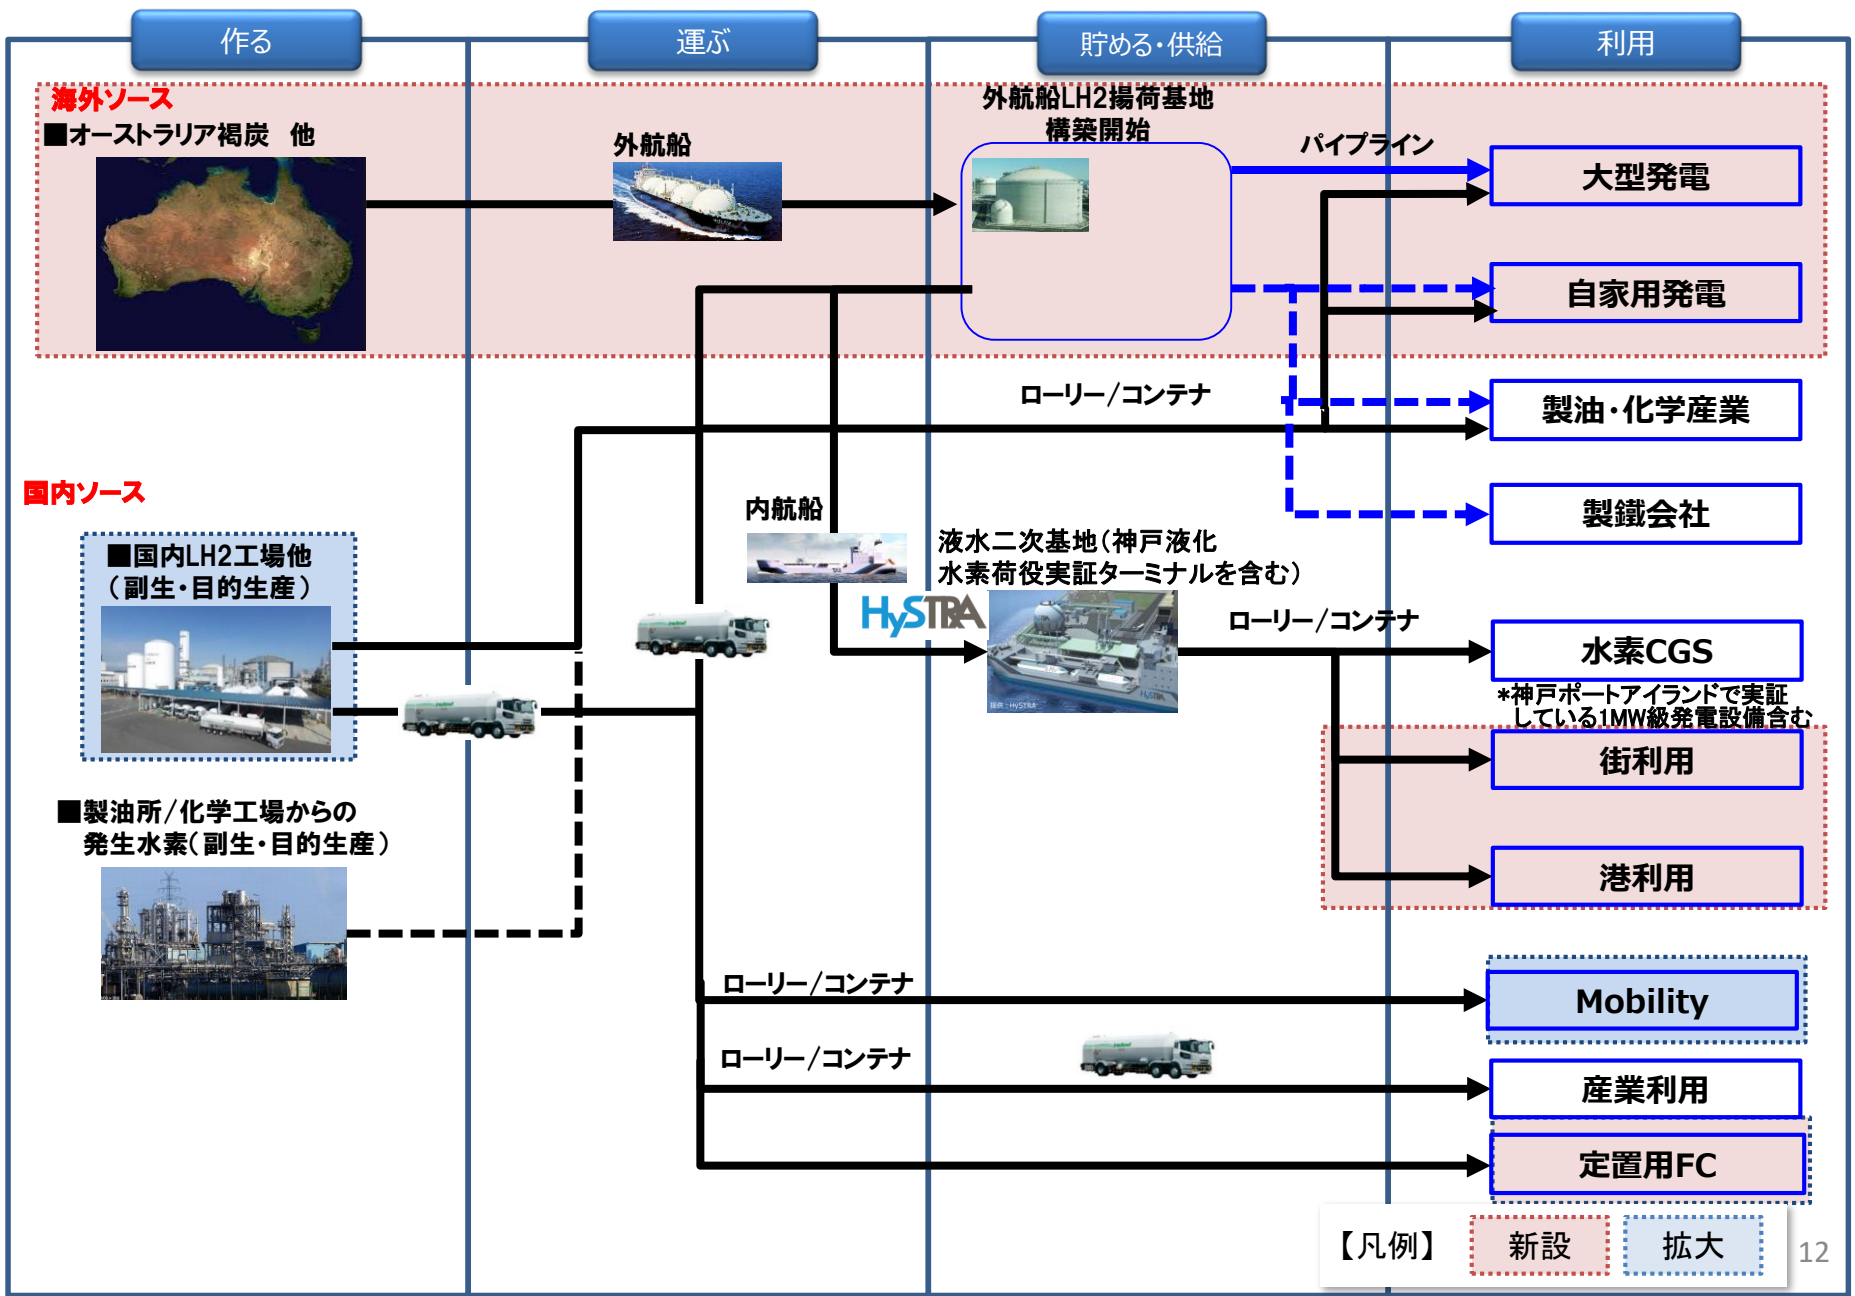 作る
運ぶ
貯める・供給
利用
海外ソース
■オーストラリア褐炭　他
外航船
外航船LH2揚荷基地
構築開始
パイプライン
大型発電
自家用発電
ローリー/コンテナ
製油・化学産業
製鐵会社
国内ソース
■国内LH2工場他
（副生・目的生産）
内航船
液水二次基地（神戸液化
水素荷役実証ターミナルを含む）
HySTRA
HySTRA
提供：HySTRA
ローリー/コンテナ
水素CGS
*神戸ポートアイランドで実証
している1MW級発電設備含む
街利用
港利用
■製油所/化学工場からの
発生水素（副生・目的生産）
ローリー/コンテナ
Mobility
ローリー/コンテナ
産業利用
定置用FC
【凡例】
新設
拡大
12